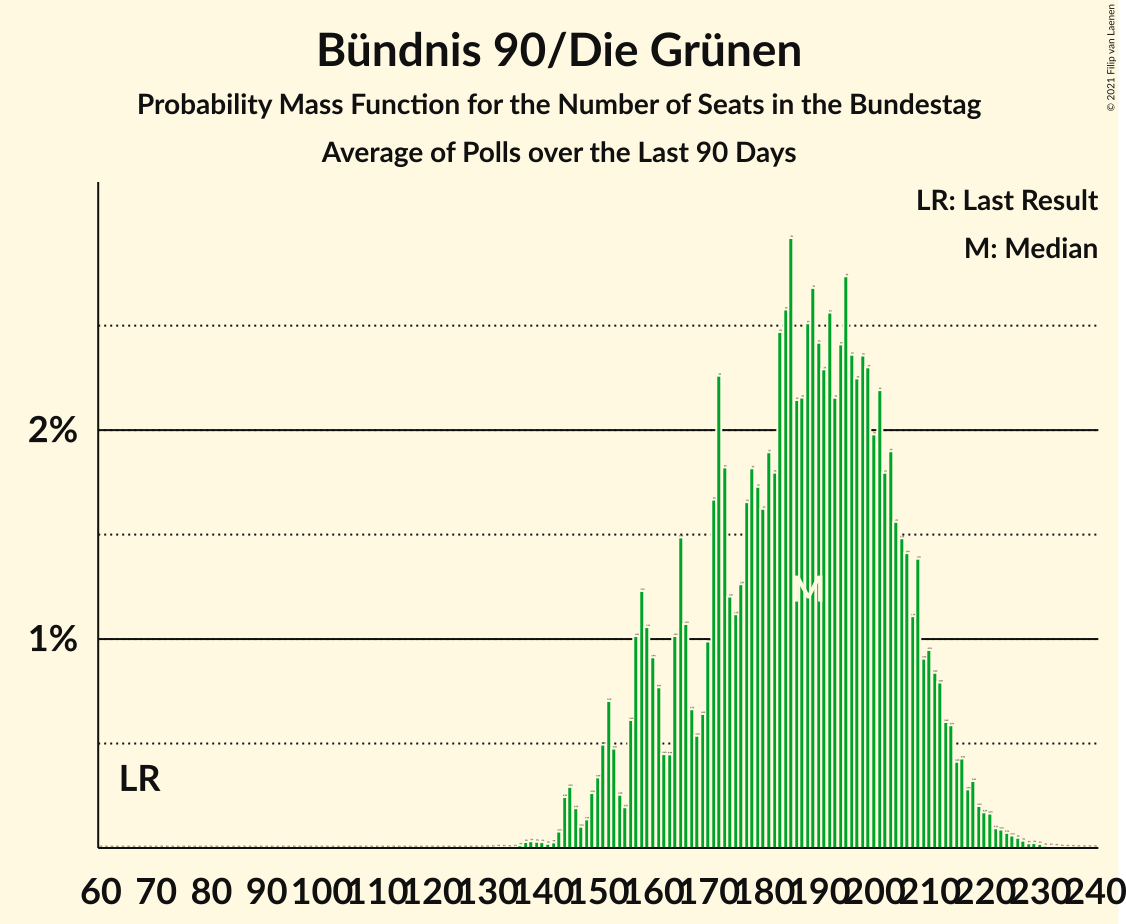 Bündnis 90/Die Grünen
Probability Mass Function for the Number of Seats in the Bundestag
Average of Polls over the Last 90 Days
© 2021 Filip van Laenen
LR: Last Result
M: Median
2%
1%
LR
M
60 70 80 90 100 110 120 130 140 150 160 170 180 190 200 210 220 230 240